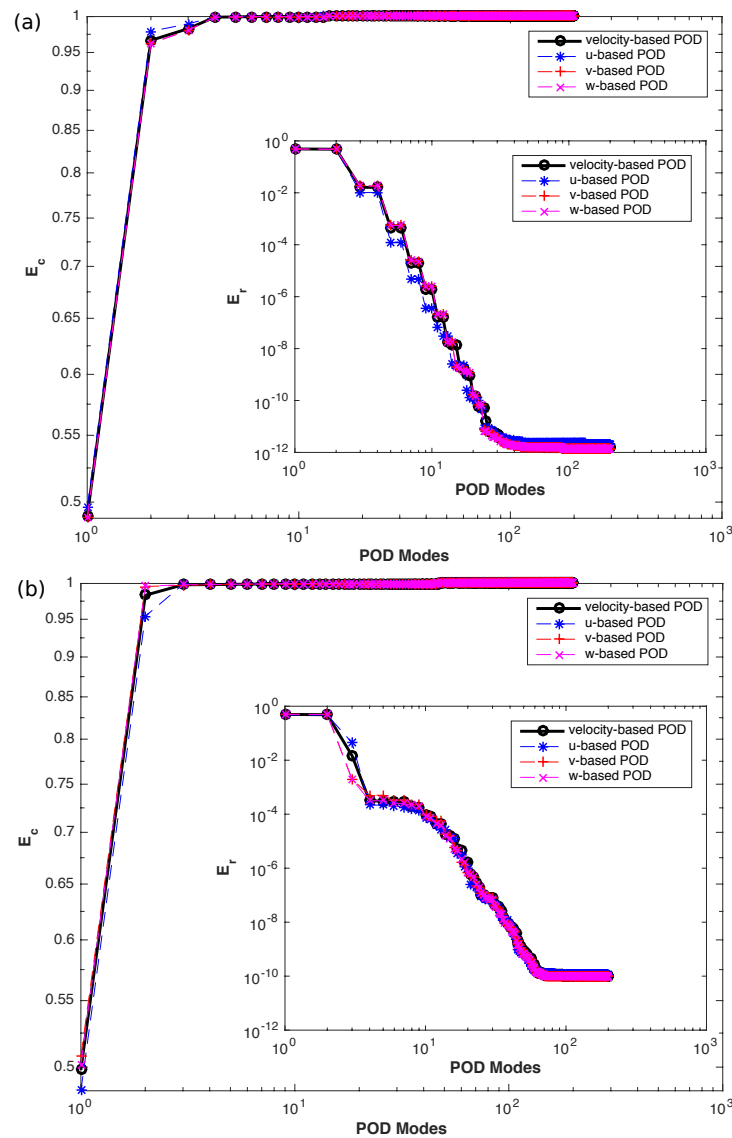 (a)
1
0.95
0.9
0.85
0.8
0.75
0.7
0.65
0.6
0.55
0.5
E_c
velocity-based POD
u-based POD
v-based POD
w-based POD
10^0
10^-2
10^-4
10^-6
10^-8
10^-10
10^-12
E_r
velocity-based POD
u-based POD
v-based POD
w-based POD
10^0 10^1 10^2 10^3
POD Modes
10^0 10^1 10^2 10^3
POD Modes
(b)
1
0.95
0.9
0.85
0.8
0.75
0.7
0.65
0.6
0.55
0.5
E_c
velocity-based POD
u-based POD
v-based POD
w-based POD
10^0
10^-2
10^-4
10^-6
10^-8
10^-10
10^-12
E_r
velocity-based POD
u-based POD
v-based POD
w-based POD
10^0 10^1 10^2 10^3
POD Modes
10^0 10^1 10^2 10^3
POD Modes